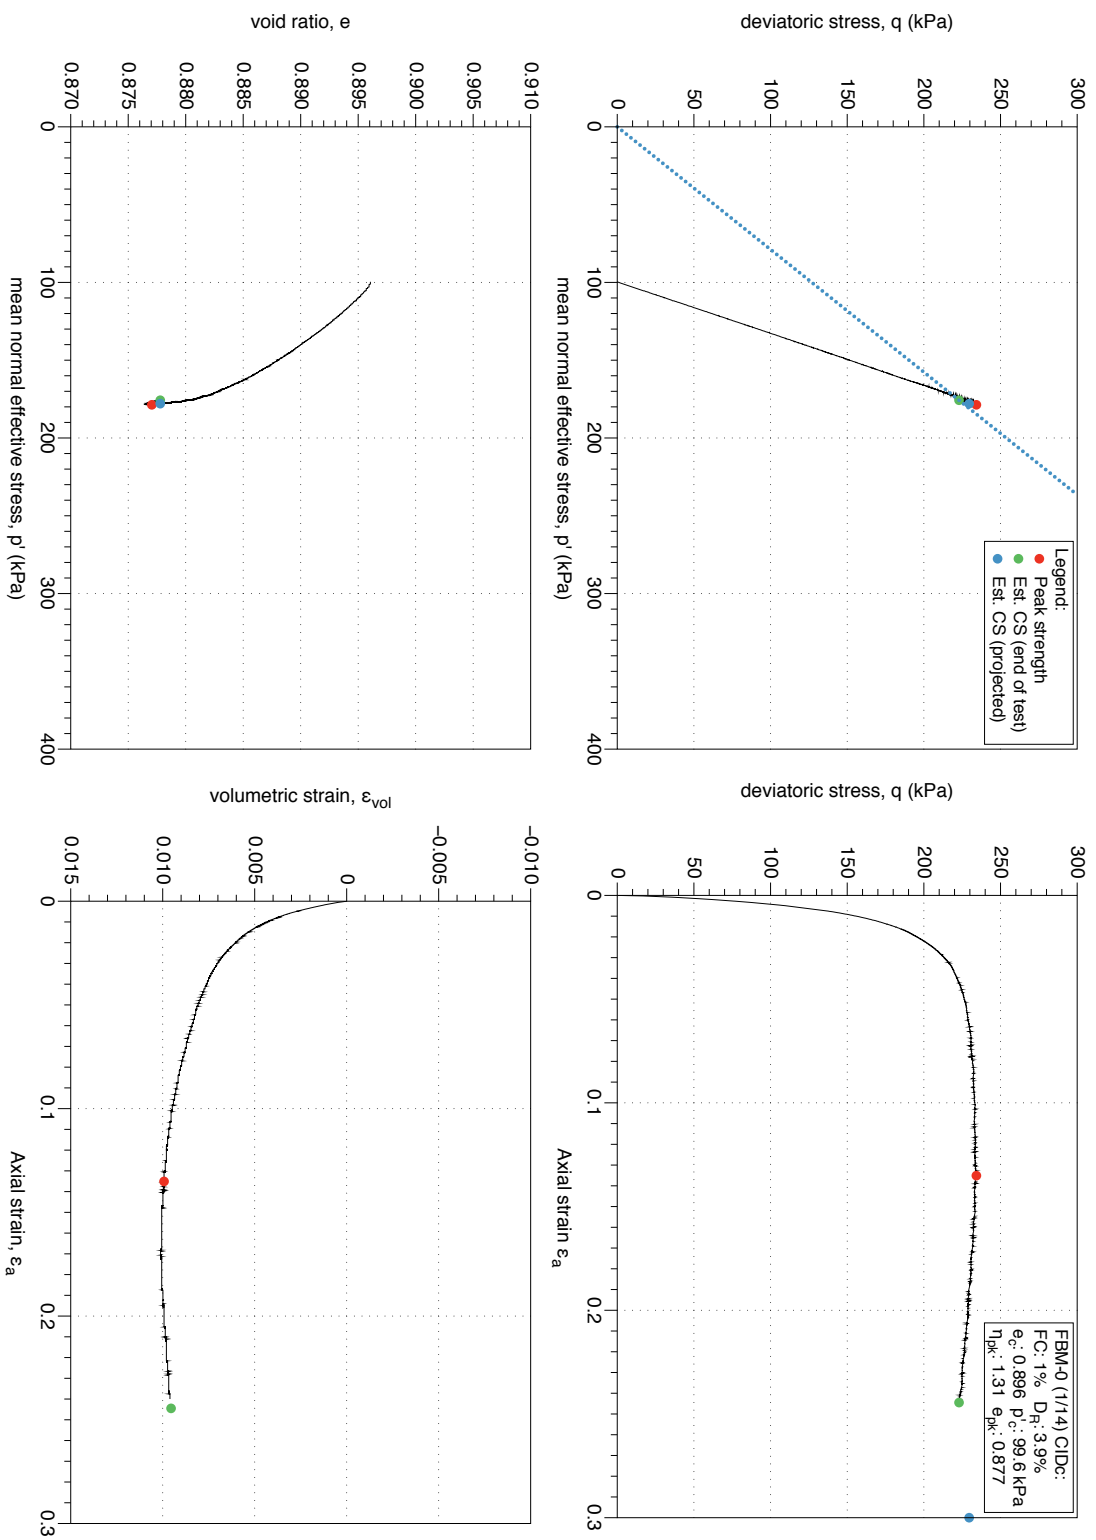 deviatoric stress, q (kPa)
300
250
200
150
100
50
0
0
100
200
300
400
mean normal effective stress, p' (kPa)
Legend:
Peak strength
Est. CS (end of test)
Est. CS (projected)
deviatoric stress, q (kPa)
300
250
200
150
100
50
0
0
0.1
0.2
0.3
Axial strain εa
FBM-0 (1/14) CIDc:
FC: 1% DR: 3.9%
ec: 0.896 p'c: 99.6 kPa
ηpk: 1.31 epk: 0.877
void ratio, e
0.910
0.905
0.900
0.895
0.890
0.885
0.880
0.875
0.870
0
100
200
300
400
mean normal effective stress, p' (kPa)
volumetric strain, εvol
-0.010
-0.005
0
0.005
0.010
0.015
0
0.1
0.2
0.3
Axial strain, εa